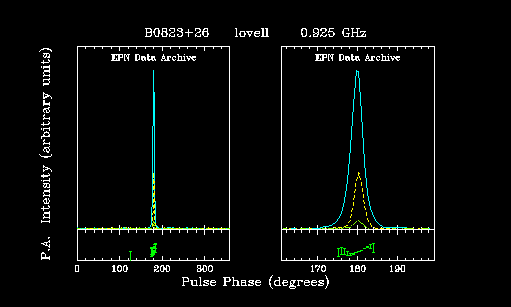 B0823+26 lovell 0.925 GHz
EPN Data Archive EPN Data Archive
P.A. Intensity (arbitrary units)
0 100 200 300 170 180 190
Pulse Phase (degrees)